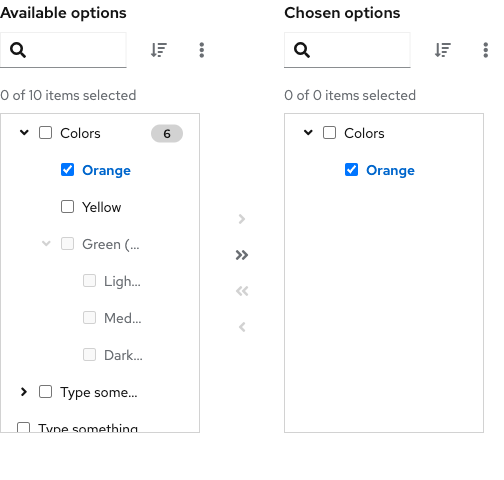 Available options
0 of 10 items selected
Colors
6
Orange
Yellow
Green (...
Ligh...
Med...
Dark...
Type some...
Type something
Chosen options
0 of 0 items selected
Colors
Orange